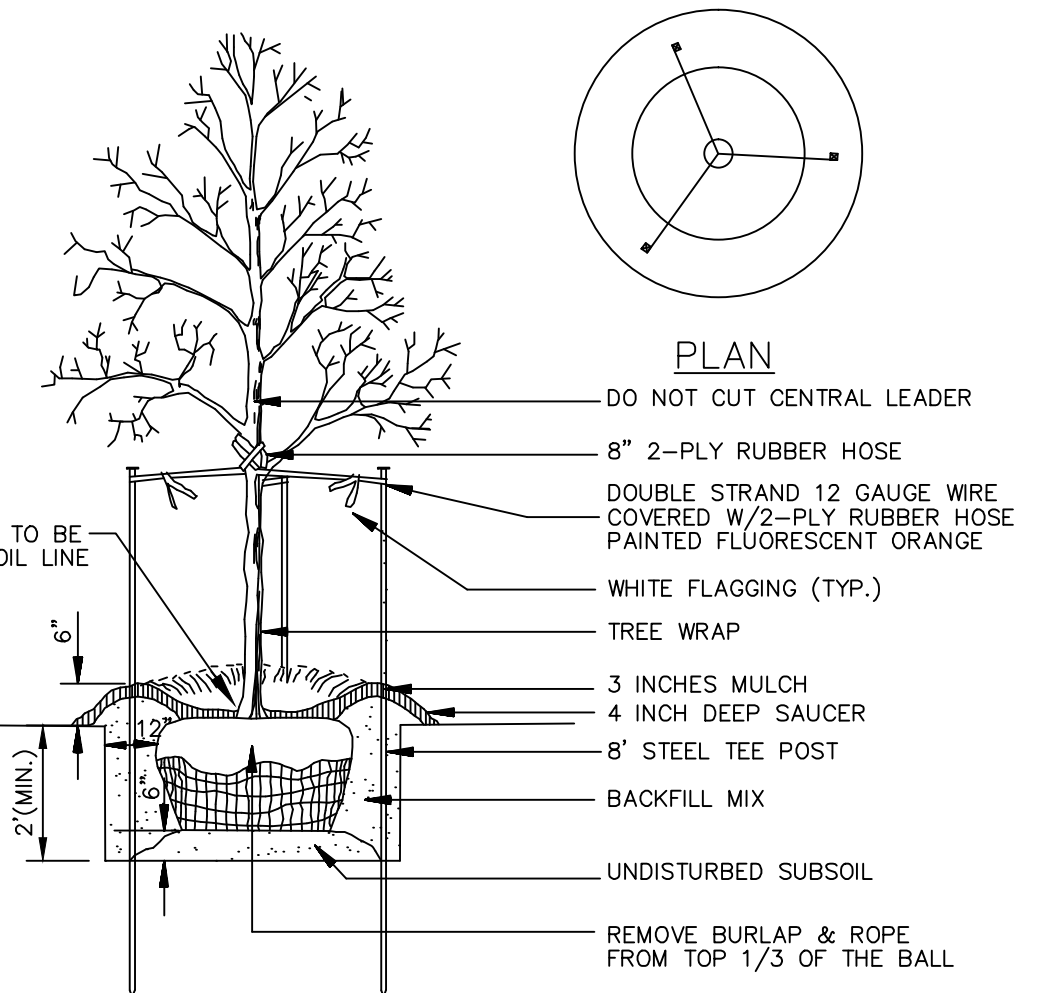 PLAN
DO NOT CUT CENTRAL LEADER
8" 2-PLY RUBBER HOSE
DOUBLE STRAND 12 GAUGE WIRE
COVERED W/2-PLY RUBBER HOSE
PAINTED FLUORESCENT ORANGE
TO BE
OIL LINE
WHITE FLAGGING (TYP.)
6"
TREE WRAP
3 INCHES MULCH
4 INCH DEEP SAUCER
12"
8' STEEL TEE POST
2'(MIN.)
6"
BACKFILL MIX
UNDISTURBED SUBSOIL
REMOVE BURLAP & ROPE
FROM TOP 1/3 OF THE BALL